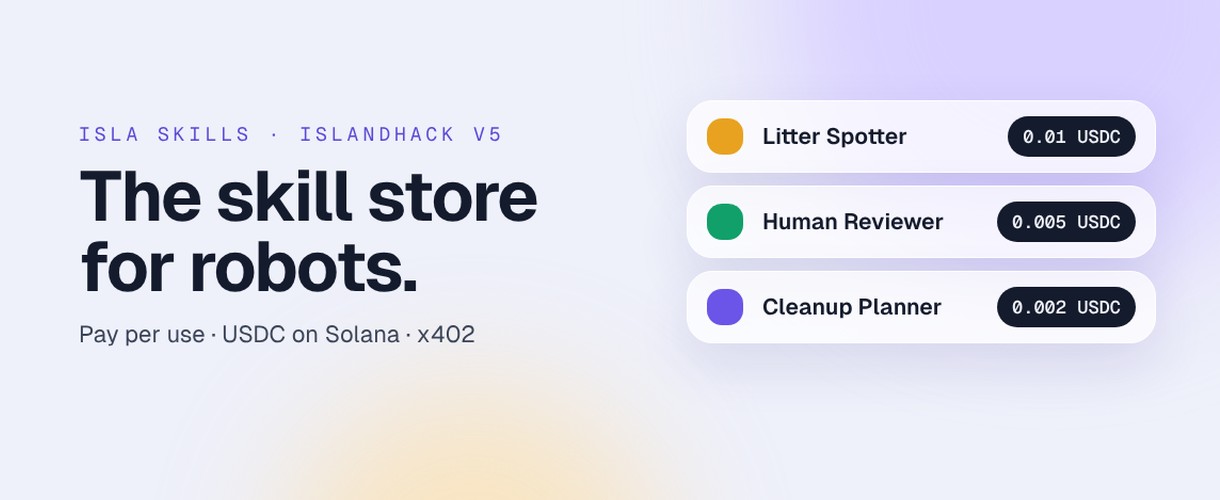 ISLA SKILLS · ISLANDHACK V5
The skill store
for robots.
Pay per use · USDC on Solana · x402
Litter Spotter 0.01 USDC
Human Reviewer 0.005 USDC
Cleanup Planner 0.002 USDC